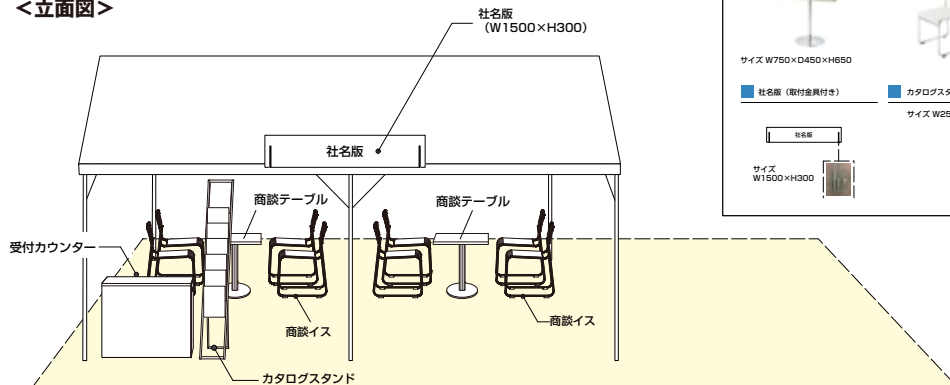 ＜立面図＞
社名版
（W1500×H300）
社名版
商談テーブル
商談テーブル
受付カウンター
商談イス
商談イス
カタログスタンド
サイズ W750×D450×H650
社名版（取付金具付き）
カタログスタ
サイズ W25
社名版
サイズ
W1500×H300